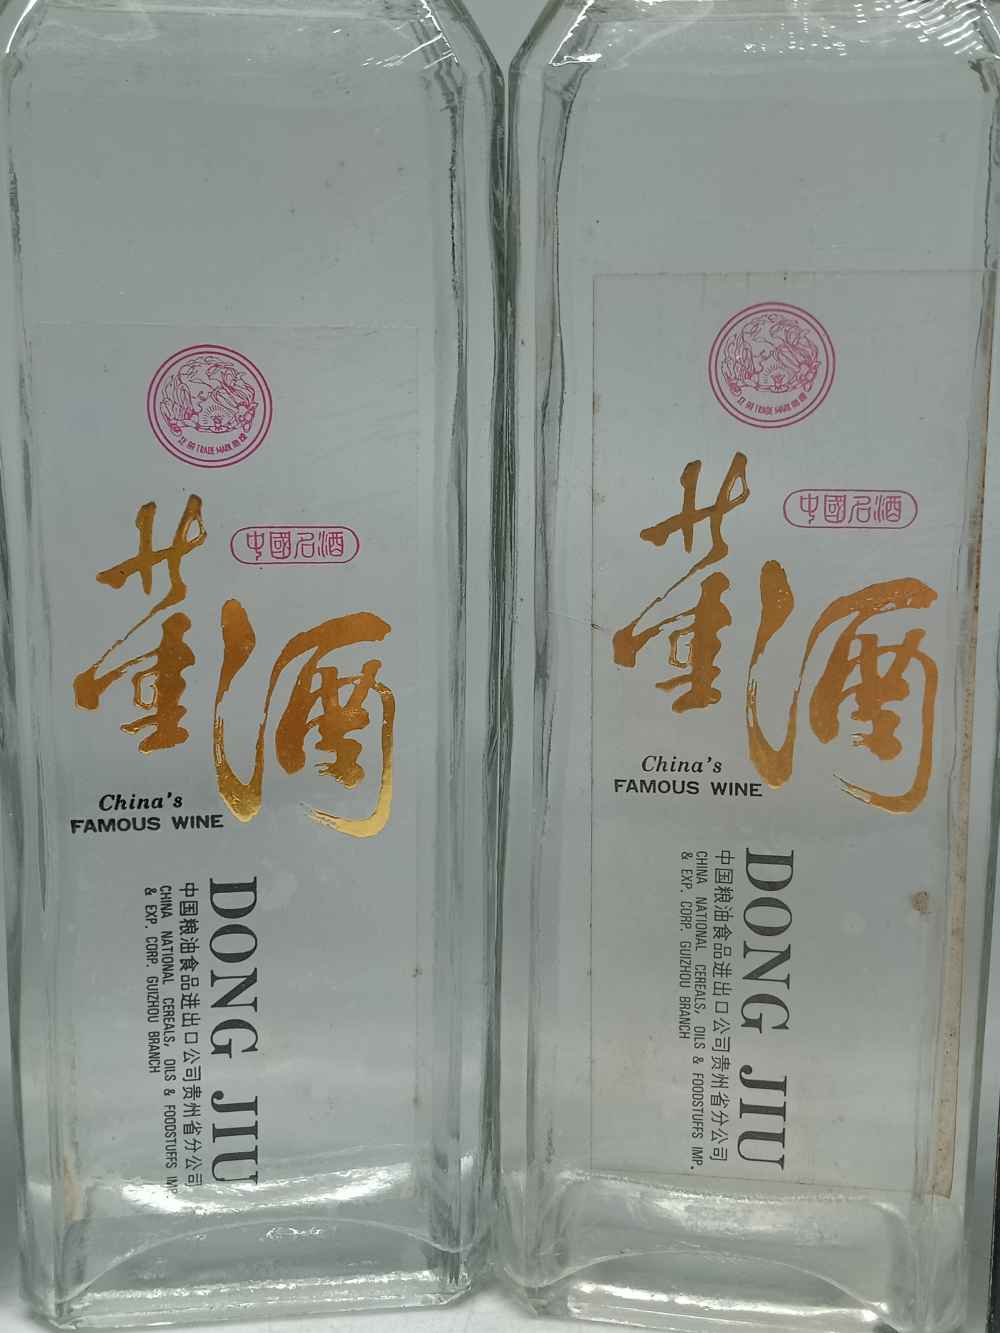 TRADE MARK
中國名酒
董酒
China's
FAMOUS WINE
DONG JIU
中国粮油食品进出口公司贵州省分公司
CHINA NATIONAL CEREALS, OILS & FOODSTUFFS IMP
& EXP. CORP. GUIZHOU BRANCH
TRADE MARK
中國名酒
董酒
China's
FAMOUS WINE
DONG JIU
中国粮油食品进出口公司贵州省分公司
CHINA NATIONAL CEREALS, OILS & FOODSTUFFS IMP.
& EXP. CORP. GUIZHOU BRANCH